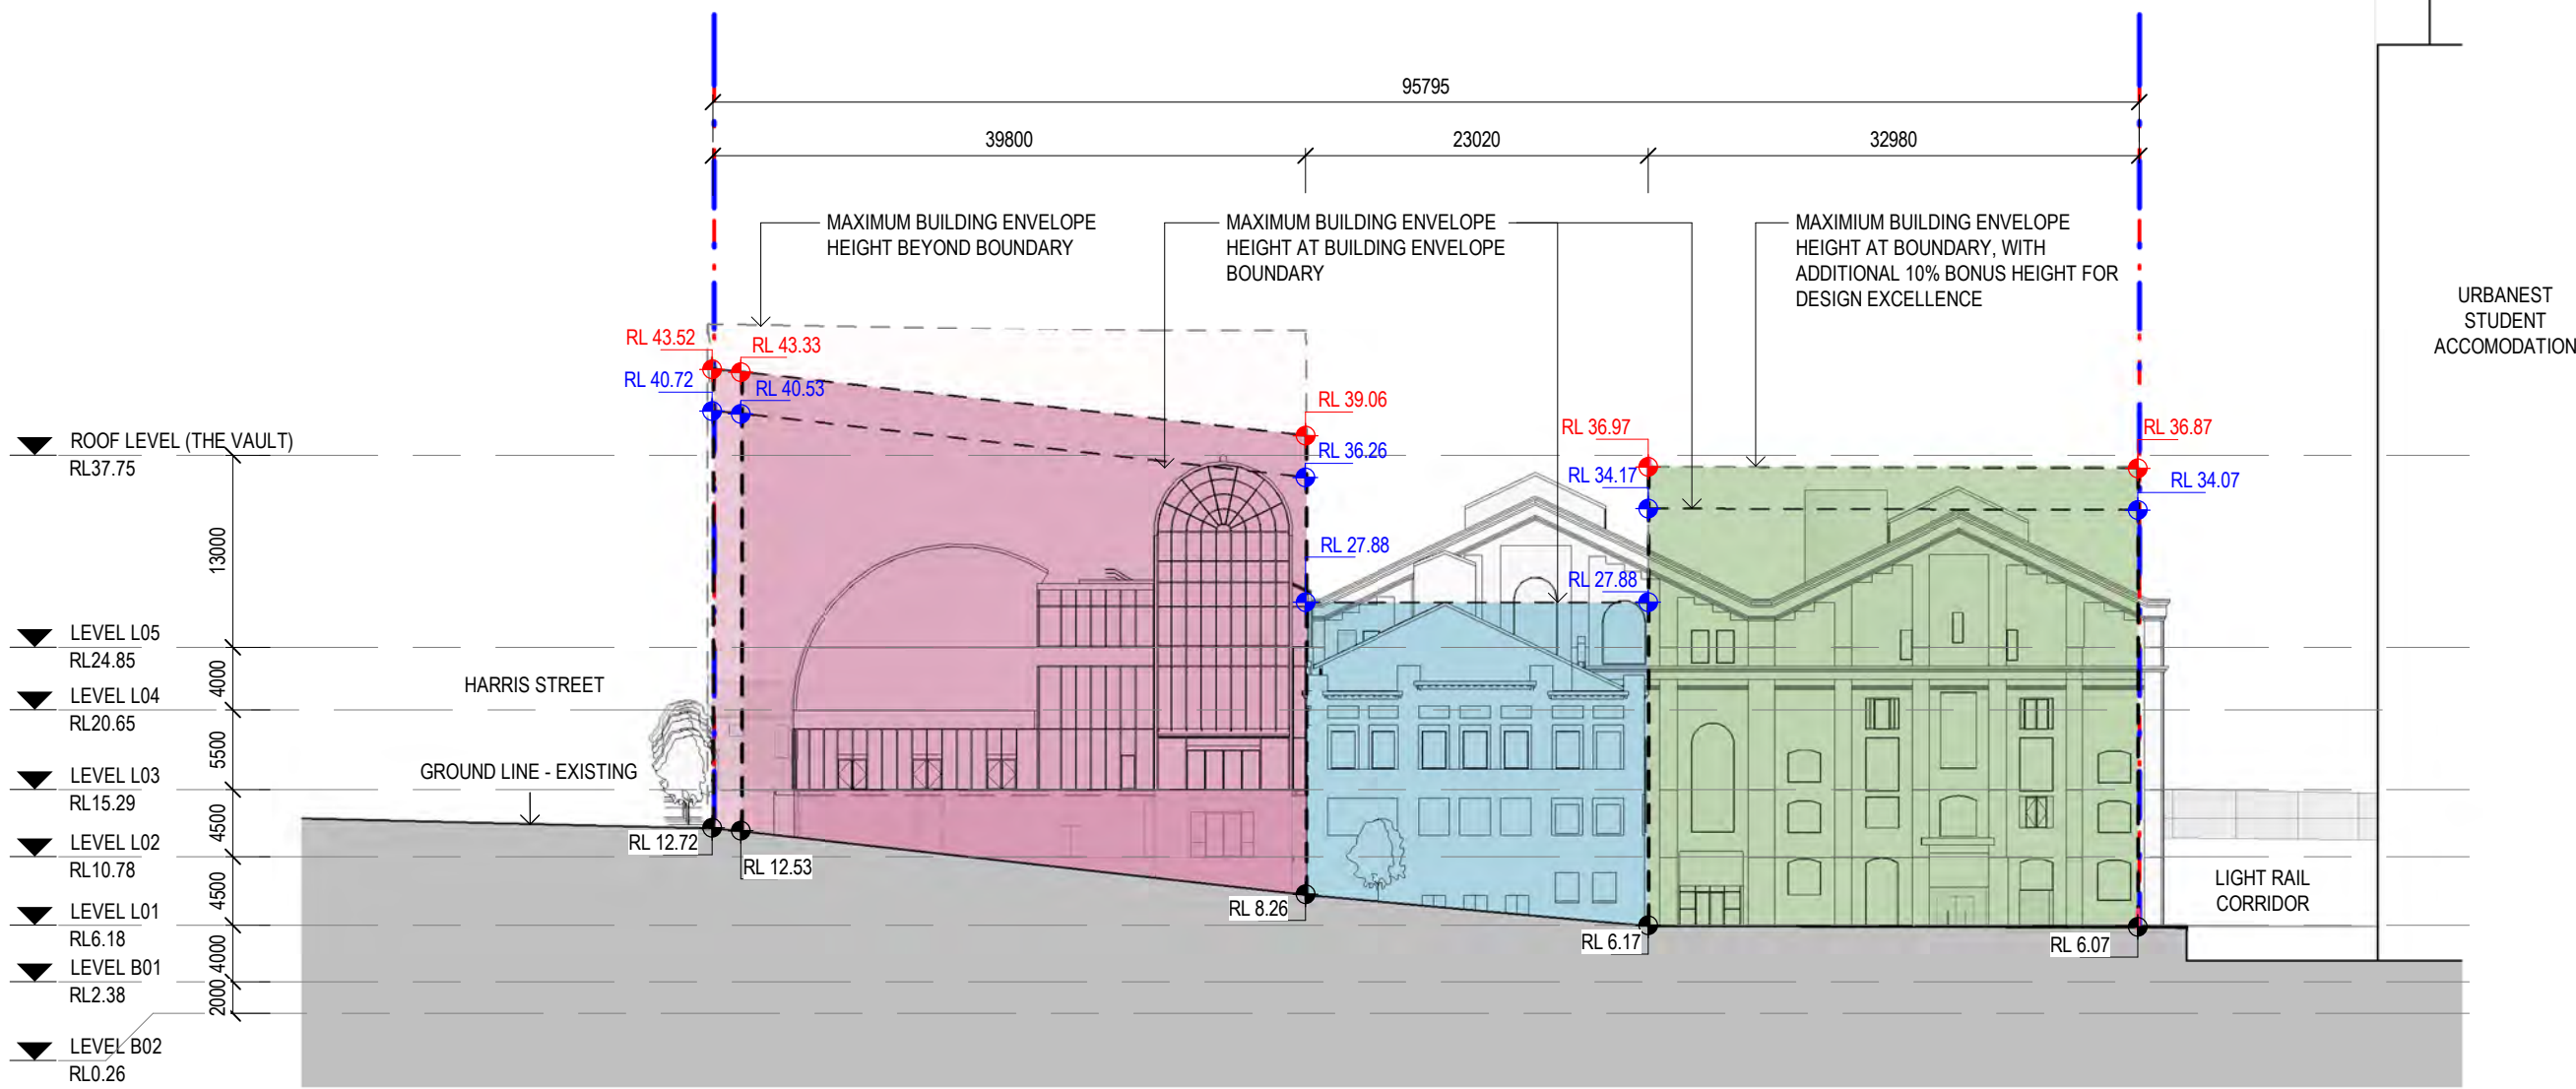 95795
39800
23020
32980
MAXIMUM BUILDING ENVELOPE
HEIGHT BEYOND BOUNDARY
MAXIMUM BUILDING ENVELOPE
HEIGHT AT BUILDING ENVELOPE
BOUNDARY
MAXIMIUM BUILDING ENVELOPE
HEIGHT AT BOUNDARY, WITH
ADDITIONAL 10% BONUS HEIGHT FOR
DESIGN EXCELLENCE
URBANEST
STUDENT
ACCOMODATION
RL 43.52
RL 43.33
RL 40.72
RL 40.53
RL 39.06
RL 36.26
RL 36.97
RL 36.87
RL 34.17
RL 34.07
RL 27.88
RL 27.88
ROOF LEVEL (THE VAULT)
RL37.75
13000
LEVEL L05
RL24.85
4000
LEVEL L04
RL20.65
5500
LEVEL L03
RL15.29
4500
LEVEL L02
RL10.78
4500
LEVEL L01
RL6.18
4000
LEVEL B01
RL2.38
2000
LEVEL B02
RL0.26
HARRIS STREET
GROUND LINE - EXISTING
RL 12.72
RL 12.53
RL 8.26
RL 6.17
RL 6.07
LIGHT RAIL
CORRIDOR